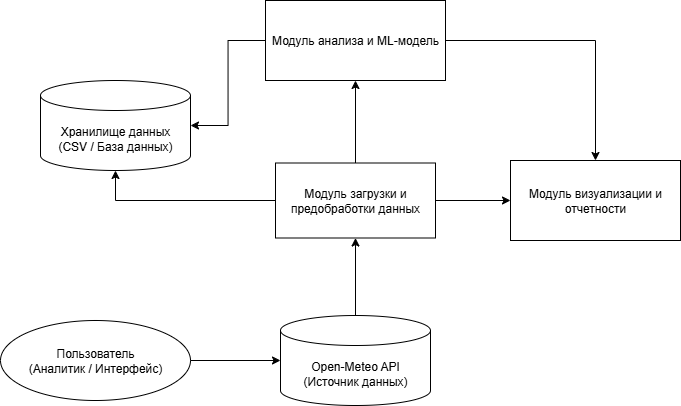 Модуль анализа и ML-модель
Хранилище данных
(CSV / База данных)
Модуль загрузки и
предобработки данных
Модуль визуализации и
отчетности
Пользователь
(Аналитик / Интерфейс)
Open-Meteo API
(Источник данных)